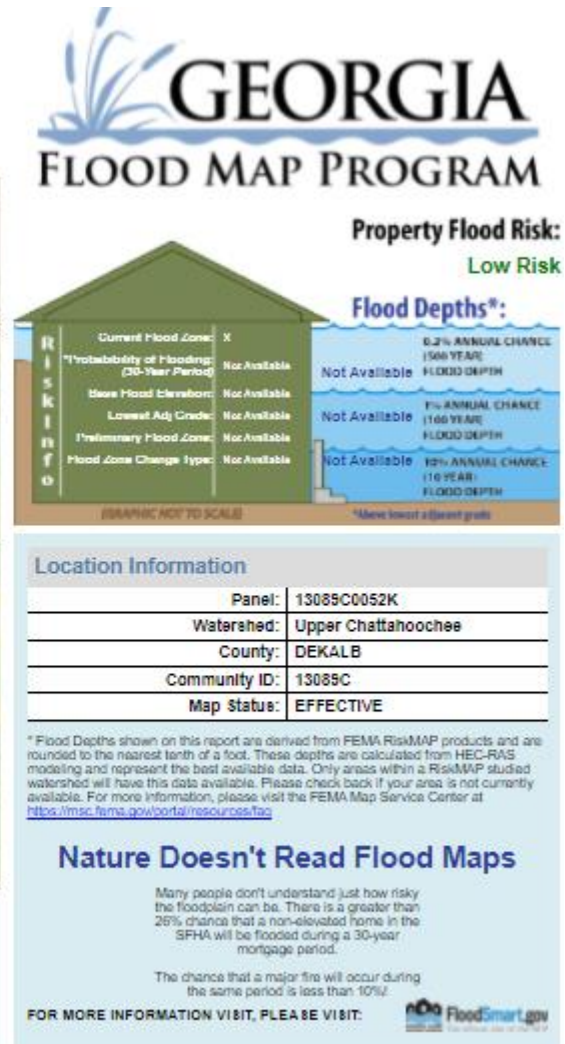 GEORGIA
FLOOD MAP PROGRAM
Property Flood Risk:
Low Risk
Flood Depths*:
Risk Info
Current Flood Zone: X
*Probability of Flooding: (30-Year Period) Not Available
Base Flood Elevation: Not Available
Lowest Adj Grade: Not Available
Preliminary Flood Zone: Not Available
Flood Zone Change Type: Not Available
Not Available
0.2% ANNUAL CHANCE
(500 YEAR)
FLOOD DEPTH
Not Available
1% ANNUAL CHANCE
(100 YEAR)
FLOOD DEPTH
Not Available
10% ANNUAL CHANCE
(10 YEAR)
FLOOD DEPTH
(GRAPHIC NOT TO SCALE)
*Above lowest adjacent grade
Location Information
Panel: 13089C0052K
Watershed: Upper Chattahoochee
County: DEKALB
Community ID: 13089C
Map Status: EFFECTIVE
* Flood Depths shown on this report are derived from FEMA RiskMAP products and are
rounded to the nearest tenth of a foot. These depths are calculated from HEC-RAS
modeling and represent the best available data. Only areas within a RiskMAP studied
watershed will have this data available. Please check back if your area is not currently
available. For more information, please visit the FEMA Map Service Center at
https://msc.fema.gov/portal/resources/faq
Nature Doesn't Read Flood Maps
Many people don't understand just how risky
the floodplain can be. There is a greater than
26% chance that a non-elevated home in the
SFHA will be flooded during a 30-year
mortgage period.
The chance that a major fire will occur during
the same period is less than 10%!
FOR MORE INFORMATION VISIT, PLEASE VISIT:
FloodSmart.gov